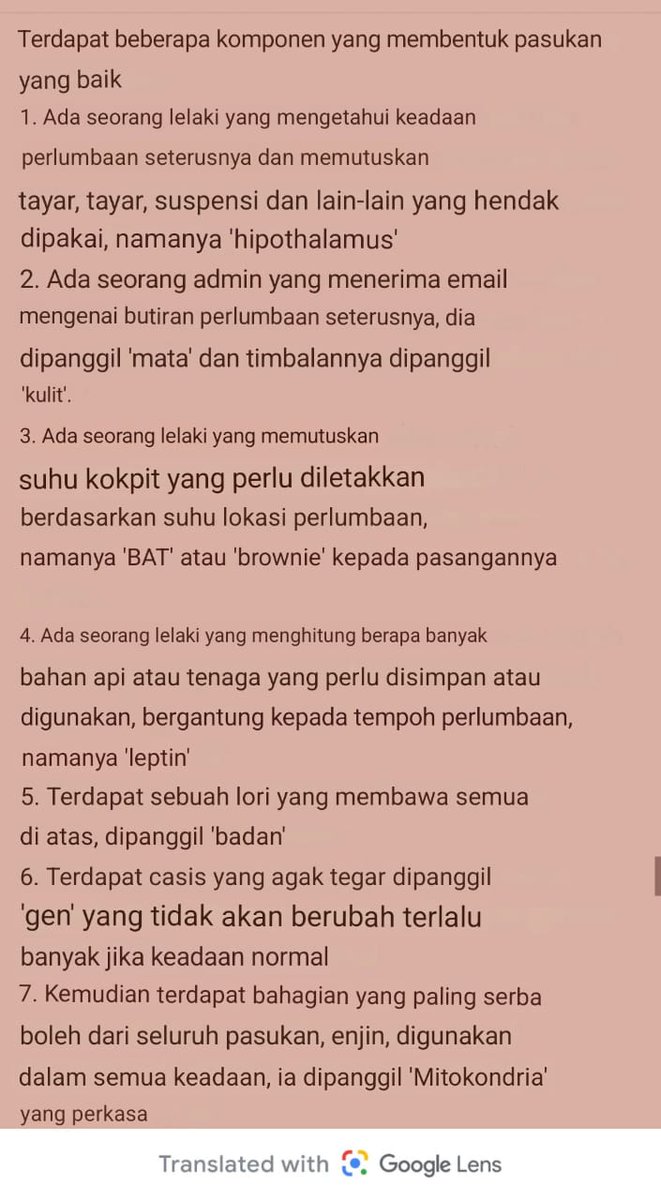 Terdapat beberapa komponen yang membentuk pasukan
yang baik
1. Ada seorang lelaki yang mengetahui keadaan
perlumbaan seterusnya dan memutuskan
tayar, tayar, suspensi dan lain-lain yang hendak
dipakai, namanya 'hipothalamus'
2. Ada seorang admin yang menerima email
mengenai butiran perlumbaan seterusnya, dia
dipanggil 'mata' dan timbalannya dipanggil
'kulit'.
3. Ada seorang lelaki yang memutuskan
suhu kokpit yang perlu diletakkan
berdasarkan suhu lokasi perlumbaan,
namanya 'BAT' atau 'brownie' kepada pasangannya
4. Ada seorang lelaki yang menghitung berapa banyak
bahan api atau tenaga yang perlu disimpan atau
digunakan, bergantung kepada tempoh perlumbaan,
namanya 'leptin'
5. Terdapat sebuah lori yang membawa semua
di atas, dipanggil 'badan'
6. Terdapat casis yang agak tegar dipanggil
'gen' yang tidak akan berubah terlalu
banyak jika keadaan normal
7. Kemudian terdapat bahagian yang paling serba
boleh dari seluruh pasukan, enjin, digunakan
dalam semua keadaan, ia dipanggil 'Mitokondria'
yang perkasa
Translated with Google Lens